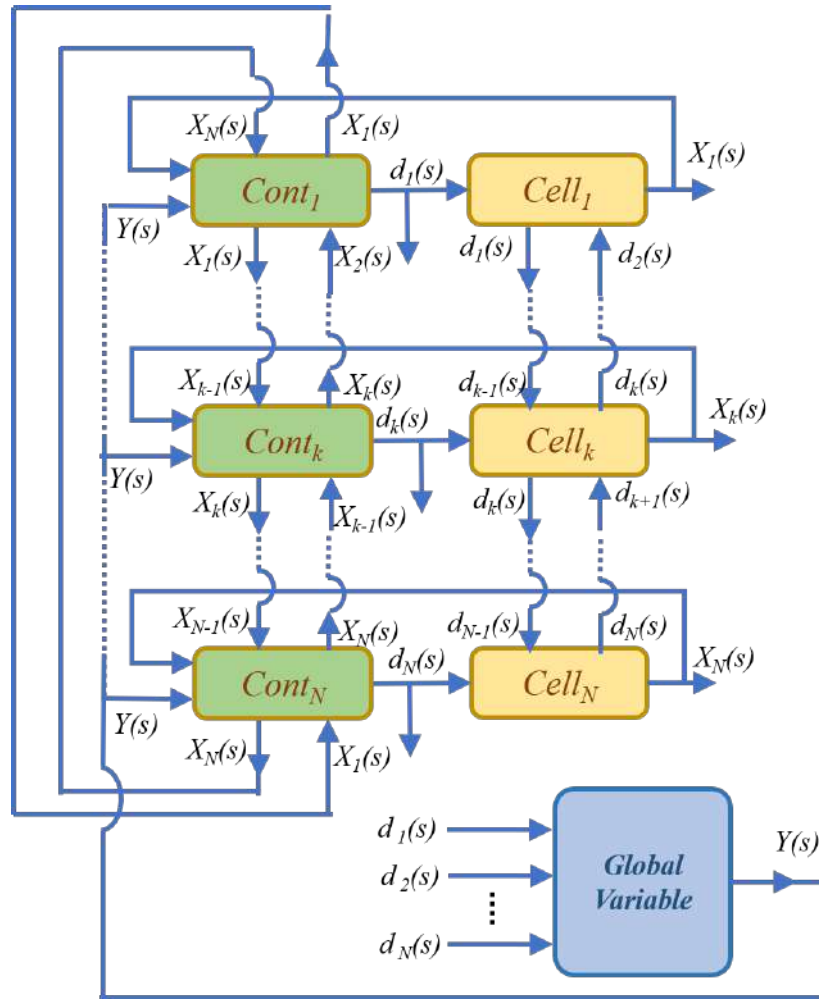 X_N(s) X_1(s) X_1(s)
Cont_1 d_1(s) Cell_1
Y(s) X_1(s) X_2(s) d_1(s) d_2(s)
X_{k-1}(s) X_k(s) d_{k-1}(s) d_k(s) X_k(s)
Cont_k d_k(s) Cell_k
Y(s) X_k(s) X_{k-1}(s) d_k(s) d_{k+1}(s)
X_{N-1}(s) X_N(s) d_{N-1}(s) d_N(s) X_N(s)
Cont_N d_N(s) Cell_N
Y(s) X_N(s) X_1(s)
d_1(s)
d_2(s)
d_N(s)
Global
Variable
Y(s)